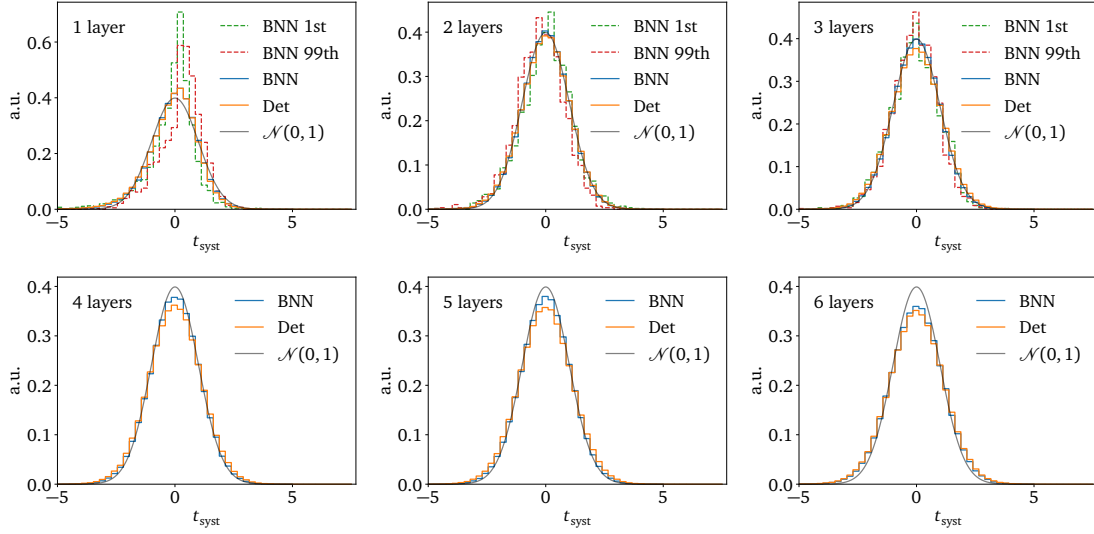 1 layer
BNN 1st
BNN 99th
BNN
Det
𝒩(0, 1)
a.u.
0.6
0.4
0.2
0.0
−5 0 5
t_syst
2 layers
BNN 1st
BNN 99th
BNN
Det
𝒩(0, 1)
a.u.
0.4
0.3
0.2
0.1
0.0
−5 0 5
t_syst
3 layers
BNN 1st
BNN 99th
BNN
Det
𝒩(0, 1)
a.u.
0.4
0.3
0.2
0.1
0.0
−5 0 5
t_syst
4 layers
BNN
Det
𝒩(0, 1)
a.u.
0.4
0.3
0.2
0.1
0.0
−5 0 5
t_syst
5 layers
BNN
Det
𝒩(0, 1)
a.u.
0.4
0.3
0.2
0.1
0.0
−5 0 5
t_syst
6 layers
BNN
Det
𝒩(0, 1)
a.u.
0.4
0.3
0.2
0.1
0.0
−5 0 5
t_syst